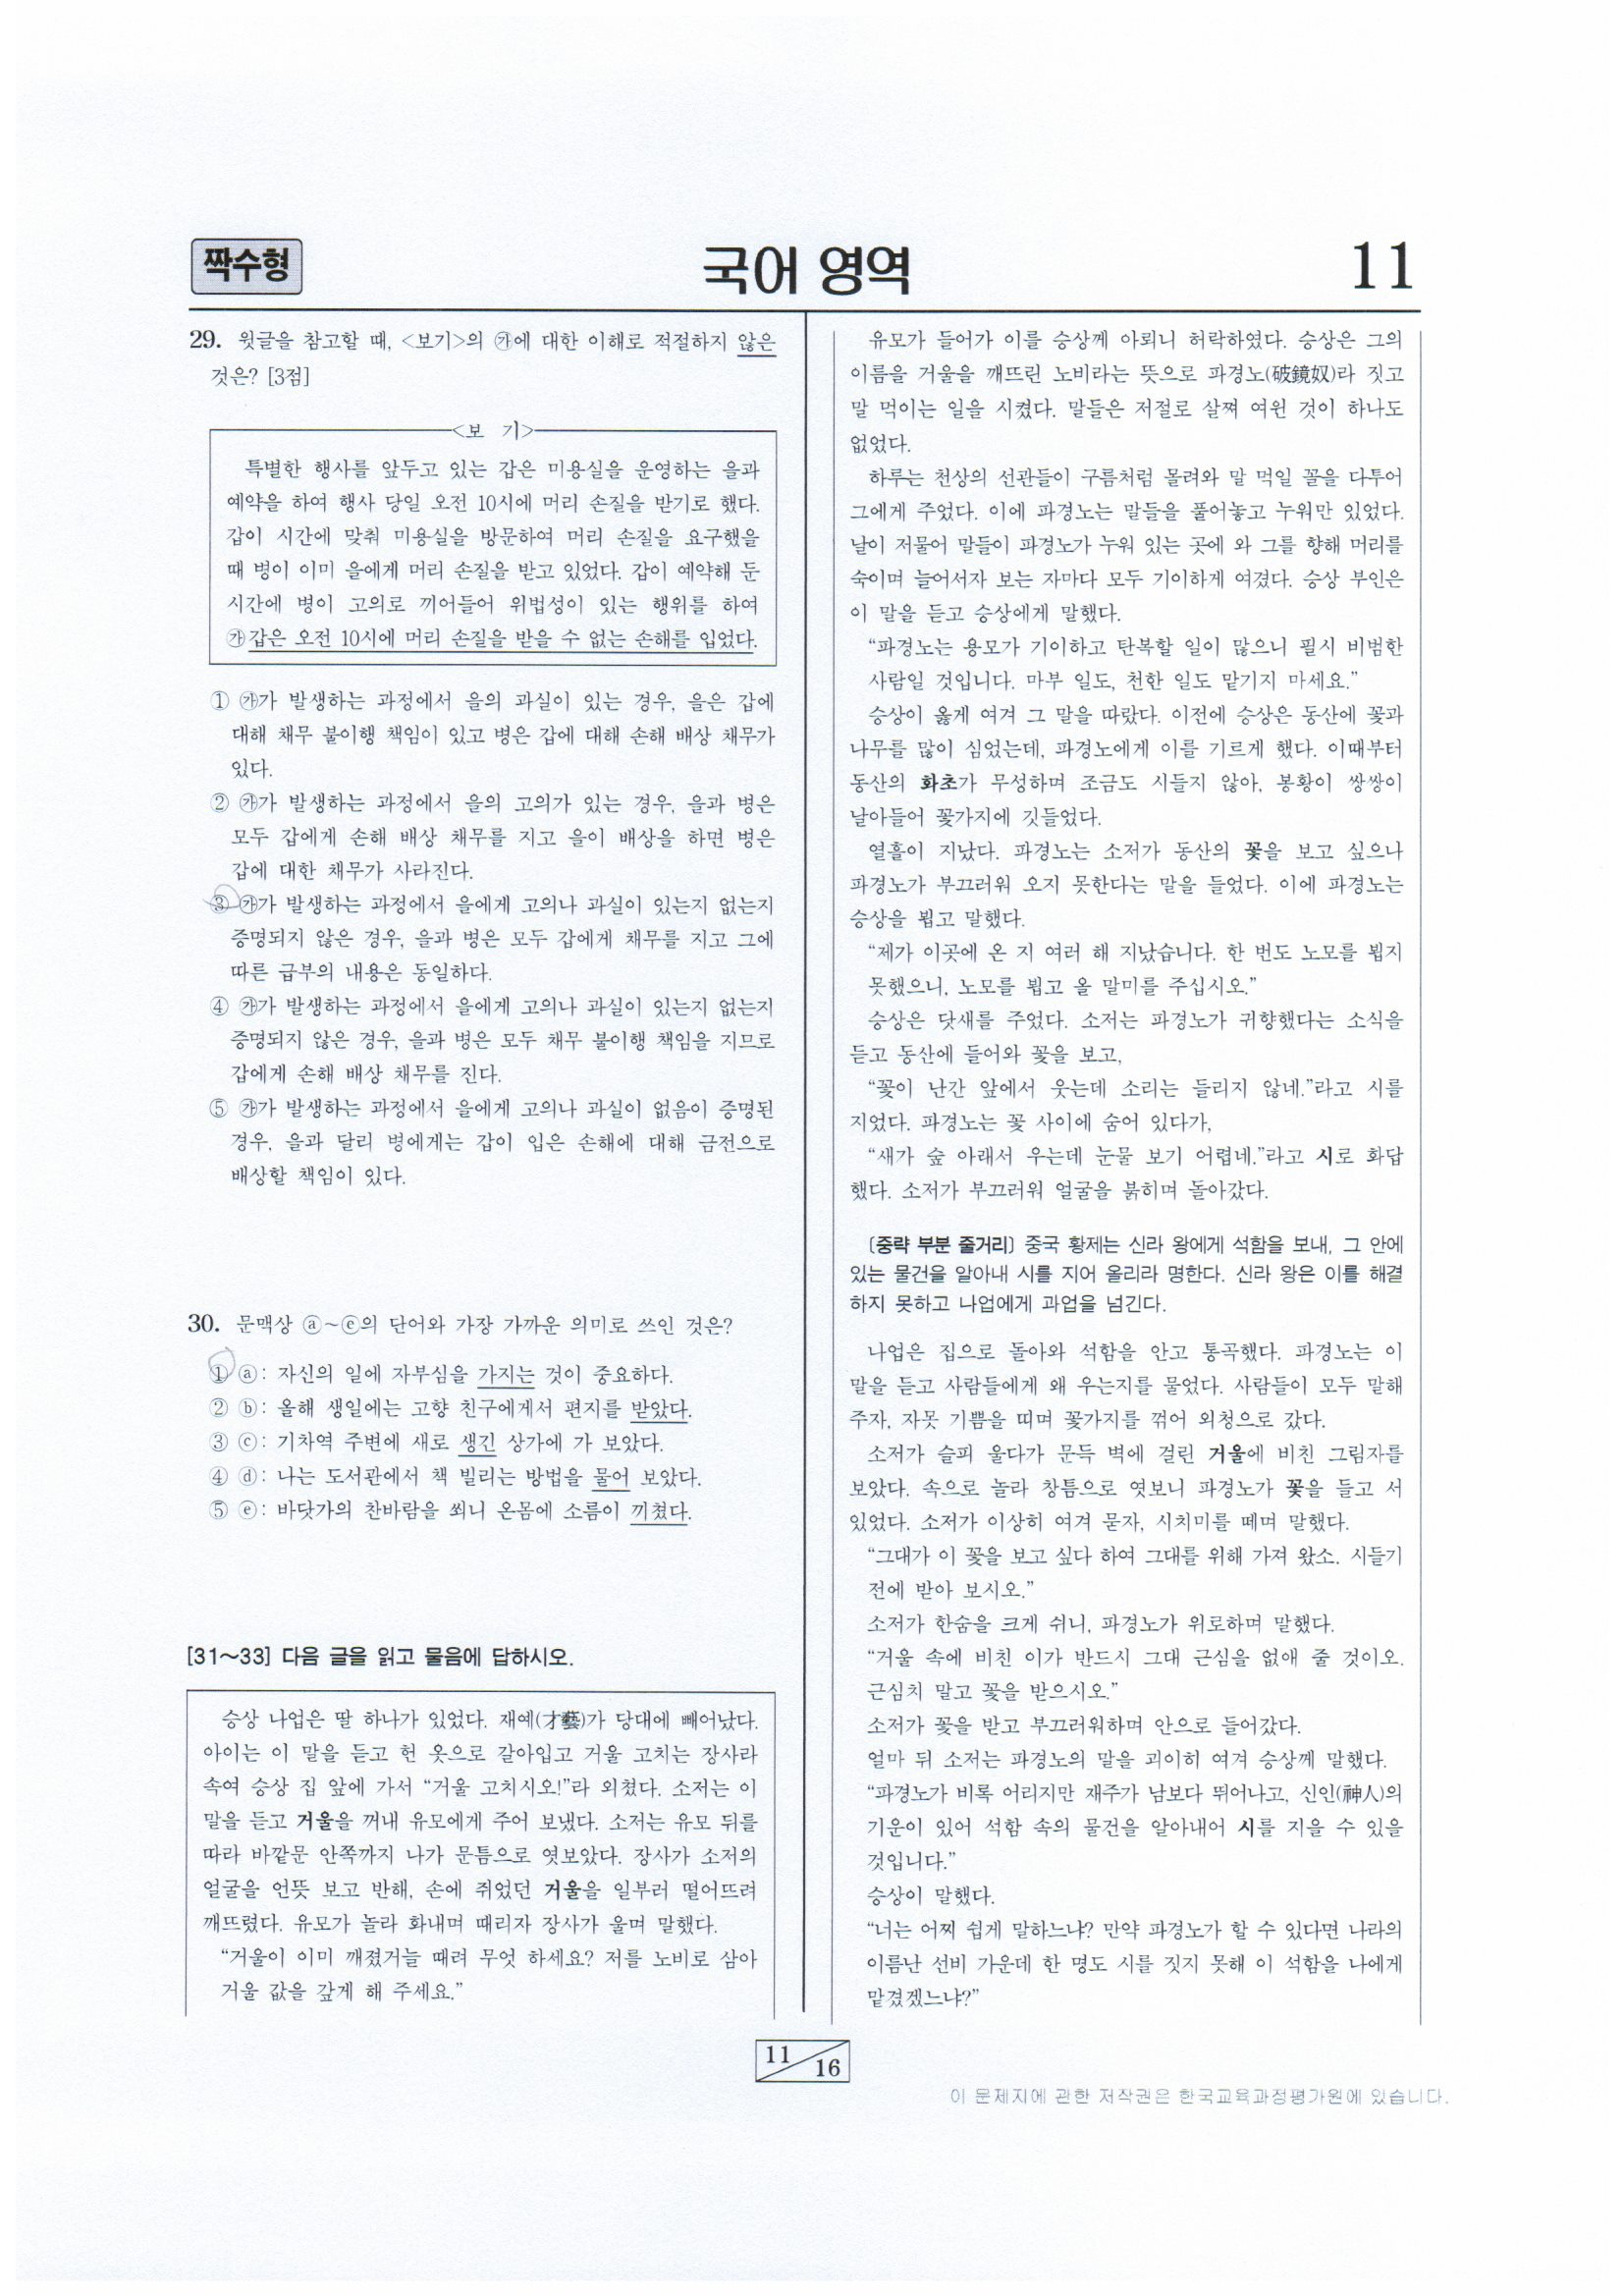 짝수형
국어 영역
11
29. 윗글을 참고할 때, <보기>의 ㉮에 대한 이해로 적절하지 않은
것은? [3점]
<보 기>
특별한 행사를 앞두고 있는 갑은 미용실을 운영하는 을과
예약을 하여 행사 당일 오전 10시에 머리 손질을 받기로 했다.
갑이 시간에 맞춰 미용실을 방문하여 머리 손질을 요구했을
때 병이 이미 을에게 머리 손질을 받고 있었다. 갑이 예약해 둔
시간에 병이 고의로 끼어들어 위법성이 있는 행위를 하여
㉮갑은 오전 10시에 머리 손질을 받을 수 없는 손해를 입었다.
① ㉮가 발생하는 과정에서 을의 과실이 있는 경우, 을은 갑에
대해 채무 불이행 책임이 있고 병은 갑에 대해 손해 배상 채무가
있다.
② ㉮가 발생하는 과정에서 을의 고의가 있는 경우, 을과 병은
모두 갑에게 손해 배상 채무를 지고 을이 배상을 하면 병은
갑에 대한 채무가 사라진다.
③ ㉮가 발생하는 과정에서 을에게 고의나 과실이 있는지 없는지
증명되지 않은 경우, 을과 병은 모두 갑에게 채무를 지고 그에
따른 급부의 내용은 동일하다.
④ ㉮가 발생하는 과정에서 을에게 고의나 과실이 있는지 없는지
증명되지 않은 경우, 을과 병은 모두 채무 불이행 책임을 지므로
갑에게 손해 배상 채무를 진다.
⑤ ㉮가 발생하는 과정에서 을에게 고의나 과실이 없음이 증명된
경우, 을과 달리 병에게는 갑이 입은 손해에 대해 금전으로
배상할 책임이 있다.
30. 문맥상 ⓐ~ⓔ의 단어와 가장 가까운 의미로 쓰인 것은?
① ⓐ: 자신의 일에 자부심을 가지는 것이 중요하다.
② ⓑ: 올해 생일에는 고향 친구에게서 편지를 받았다.
③ ⓒ: 기차역 주변에 새로 생긴 상가에 가 보았다.
④ ⓓ: 나는 도서관에서 책 빌리는 방법을 물어 보았다.
⑤ ⓔ: 바닷가의 찬바람을 쐬니 온몸에 소름이 끼쳤다.
[31~33] 다음 글을 읽고 물음에 답하시오.
승상 나업은 딸 하나가 있었다. 재예(才藝)가 당대에 빼어났다.
아이는 이 말을 듣고 헌 옷으로 갈아입고 거울 고치는 장사라
속여 승상 집 앞에 가서 “거울 고치시오!”라 외쳤다. 소저는 이
말을 듣고 거울을 꺼내 유모에게 주어 보냈다. 소저는 유모 뒤를
따라 바깥문 안쪽까지 나가 문틈으로 엿보았다. 장사가 소저의
얼굴을 언뜻 보고 반해, 손에 쥐었던 거울을 일부러 떨어뜨려
깨뜨렸다. 유모가 놀라 화내며 때리자 장사가 울며 말했다.
“거울이 이미 깨졌거늘 때려 무엇 하세요? 저를 노비로 삼아
거울 값을 갚게 해 주세요.”
유모가 들어가 이를 승상께 아뢰니 허락하였다. 승상은 그의
이름을 거울을 깨뜨린 노비라는 뜻으로 파경노(破鏡奴)라 짓고
말 먹이는 일을 시켰다. 말들은 저절로 살쪄 여윈 것이 하나도
없었다.
하루는 천상의 선관들이 구름처럼 몰려와 말 먹일 꼴을 다투어
그에게 주었다. 이에 파경노는 말들을 풀어놓고 누워만 있었다.
날이 저물어 말들이 파경노가 누워 있는 곳에 와 그를 향해 머리를
숙이며 늘어서자 보는 자마다 모두 기이하게 여겼다. 승상 부인은
이 말을 듣고 승상에게 말했다.
“파경노는 용모가 기이하고 탄복할 일이 많으니 필시 비범한
사람일 것입니다. 마부 일도, 천한 일도 맡기지 마세요.”
승상이 옳게 여겨 그 말을 따랐다. 이전에 승상은 동산에 꽃과
나무를 많이 심었는데, 파경노에게 이를 기르게 했다. 이때부터
동산의 화초가 무성하며 조금도 시들지 않아, 봉황이 쌍쌍이
날아들어 꽃가지에 깃들었다.
열흘이 지났다. 파경노는 소저가 동산의 꽃을 보고 싶으나
파경노가 부끄러워 오지 못한다는 말을 들었다. 이에 파경노는
승상을 뵙고 말했다.
“제가 이곳에 온 지 여러 해 지났습니다. 한 번도 노모를 뵙지
못했으니, 노모를 뵙고 올 말미를 주십시오.”
승상은 닷새를 주었다. 소저는 파경노가 귀향했다는 소식을
듣고 동산에 들어와 꽃을 보고,
“꽃이 난간 앞에서 웃는데 소리는 들리지 않네.”라고 시를
지었다. 파경노는 꽃 사이에 숨어 있다가,
“새가 숲 아래서 우는데 눈물 보기 어렵네.”라고 시로 화답
했다. 소저가 부끄러워 얼굴을 붉히며 돌아갔다.
〔중략 부분 줄거리〕 중국 황제는 신라 왕에게 석함을 보내, 그 안에
있는 물건을 알아내 시를 지어 올리라 명한다. 신라 왕은 이를 해결
하지 못하고 나업에게 과업을 넘긴다.
나업은 집으로 돌아와 석함을 안고 통곡했다. 파경노는 이
말을 듣고 사람들에게 왜 우는지를 물었다. 사람들이 모두 말해
주자, 자못 기쁨을 띠며 꽃가지를 꺾어 외청으로 갔다.
소저가 슬피 울다가 문득 벽에 걸린 거울에 비친 그림자를
보았다. 속으로 놀라 창틈으로 엿보니 파경노가 꽃을 들고 서
있었다. 소저가 이상히 여겨 묻자, 시치미를 떼며 말했다.
“그대가 이 꽃을 보고 싶다 하여 그대를 위해 가져 왔소. 시들기
전에 받아 보시오.”
소저가 한숨을 크게 쉬니, 파경노가 위로하며 말했다.
“거울 속에 비친 이가 반드시 그대 근심을 없애 줄 것이오.
근심치 말고 꽃을 받으시오.”
소저가 꽃을 받고 부끄러워하며 안으로 들어갔다.
얼마 뒤 소저는 파경노의 말을 괴이히 여겨 승상께 말했다.
“파경노가 비록 어리지만 재주가 남보다 뛰어나고, 신인(神人)의
기운이 있어 석함 속의 물건을 알아내어 시를 지을 수 있을
것입니다.”
승상이 말했다.
“너는 어찌 쉽게 말하느냐? 만약 파경노가 할 수 있다면 나라의
이름난 선비 가운데 한 명도 시를 짓지 못해 이 석함을 나에게
맡겼겠느냐?”
11
16
이 문제지에 관한 저작권은 한국교육과정평가원에 있습니다.